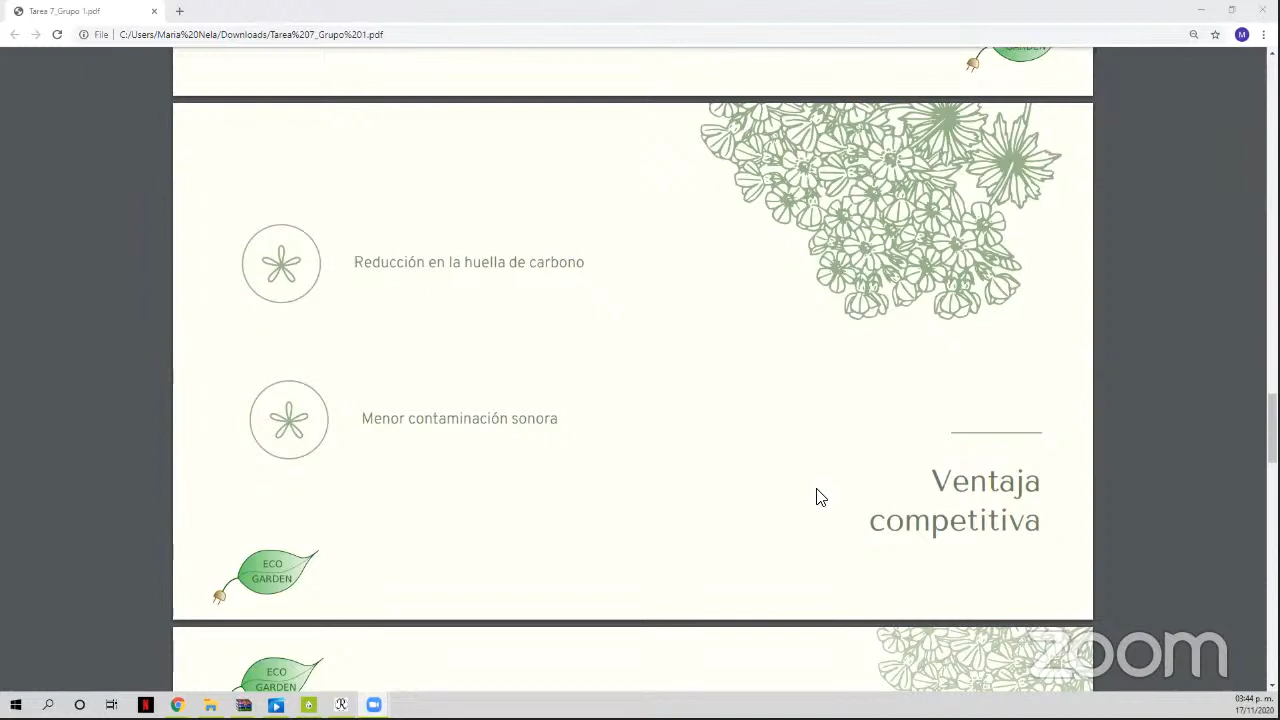 Tarea 7_Grupo 1.pdf
File
C:/Users/Maria%20Nela/Downloads/Tarea%207_Grupo%201.pdf
M
GARDEN
Reducción en la huella de carbono
Menor contaminación sonora
Ventaja
competitiva
ECO
GARDEN
ECO
GARDEN
zoom
03:44 p. m.
17/11/2020